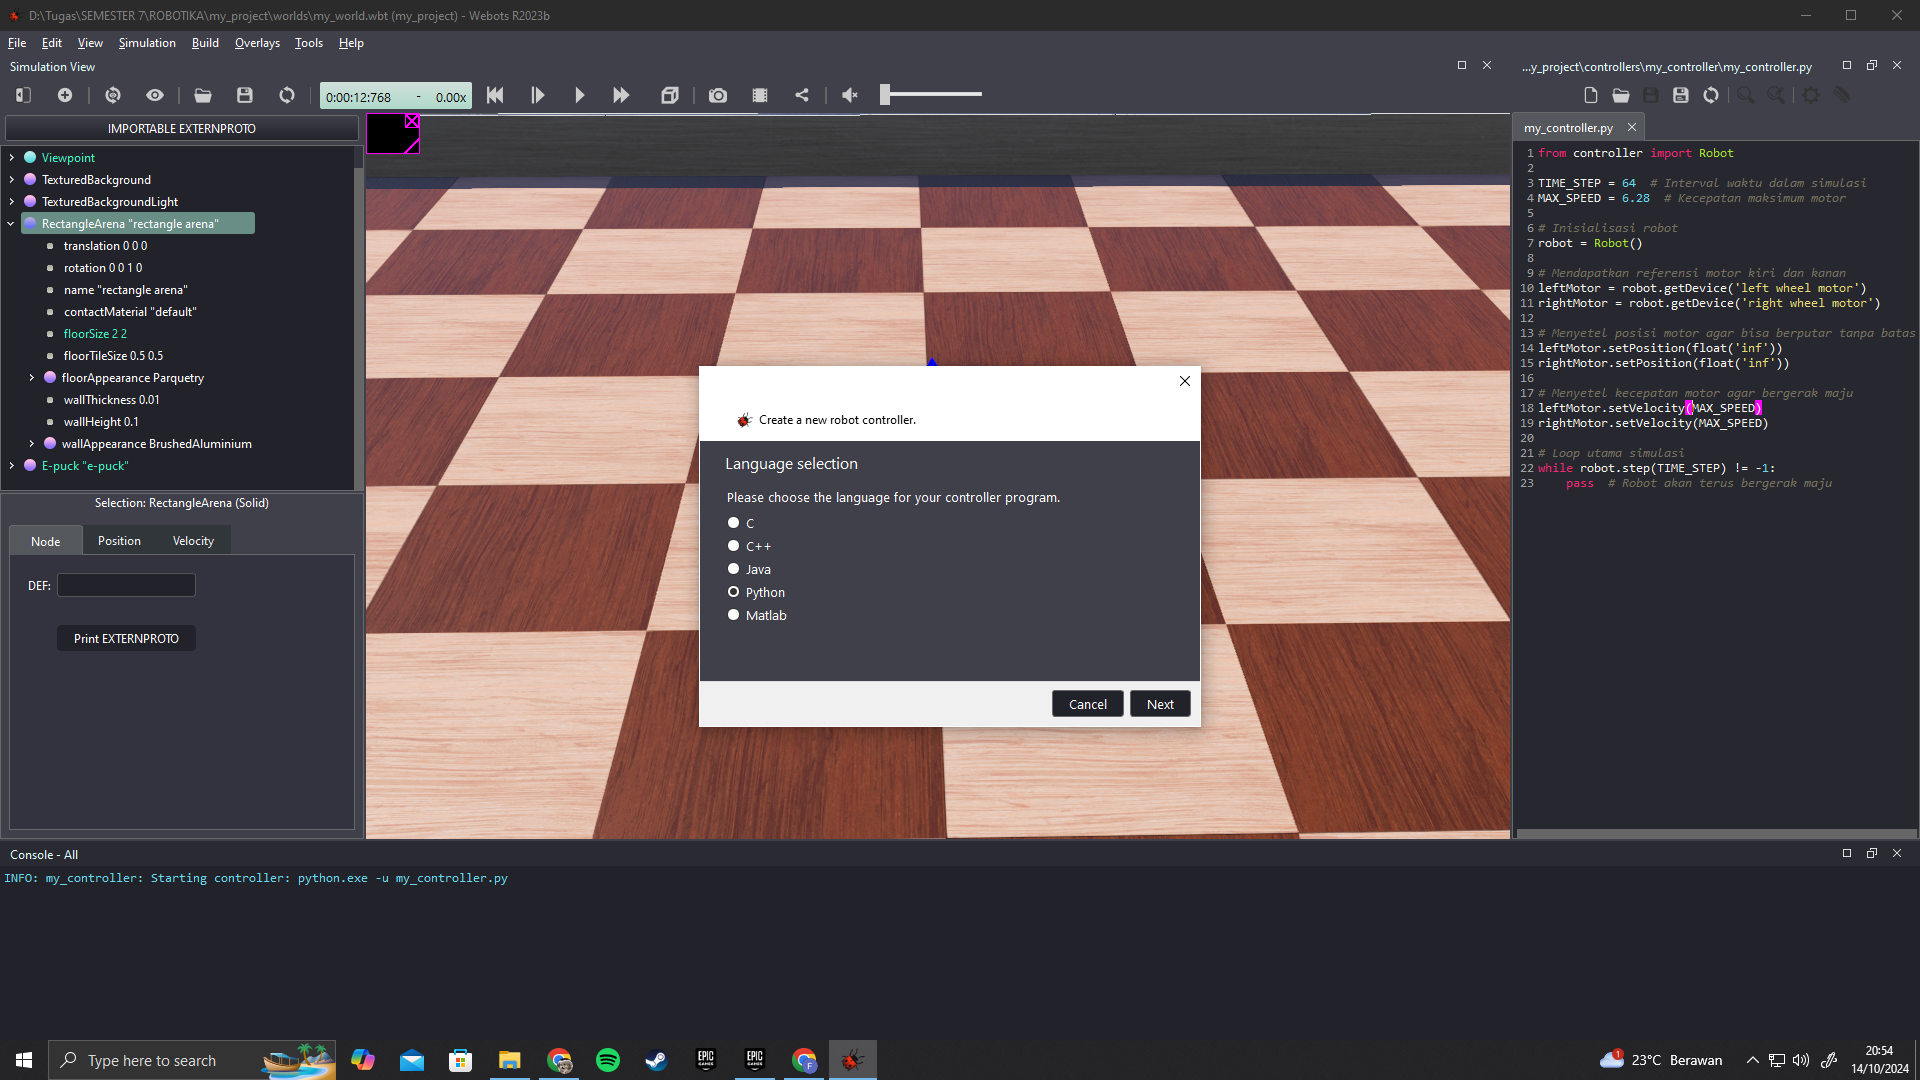 D:\Tugas\SEMESTER 7\ROBOTIKA\my_project\worlds\my_world.wbt (my_project) - Webots R2023b
File Edit View Simulation Build Overlays Tools Help
Simulation View
0:00:12:768 - 0.00x
IMPORTABLE EXTERNPROTO
Viewpoint
TexturedBackground
TexturedBackgroundLight
RectangleArena "rectangle arena"
translation 0 0 0
rotation 0 0 1 0
name "rectangle arena"
contactMaterial "default"
floorSize 2 2
floorTileSize 0.5 0.5
floorAppearance Parquetry
wallThickness 0.01
wallHeight 0.1
wallAppearance BrushedAluminium
E-puck "e-puck"
Selection: RectangleArena (Solid)
Node Position Velocity
DEF:
Print EXTERNPROTO
Create a new robot controller.
Language selection
Please choose the language for your controller program.
C
C++
Java
Python
Matlab
Cancel Next
...y_project\controllers\my_controller\my_controller.py
my_controller.py
1 from controller import Robot
2
3 TIME_STEP = 64 # Interval waktu dalam simulasi
4 MAX_SPEED = 6.28 # Kecepatan maksimum motor
5
6 # Inisialisasi robot
7 robot = Robot()
8
9 # Mendapatkan referensi motor kiri dan kanan
10 leftMotor = robot.getDevice('left wheel motor')
11 rightMotor = robot.getDevice('right wheel motor')
12
13 # Menyetel posisi motor agar bisa berputar tanpa batas
14 leftMotor.setPosition(float('inf'))
15 rightMotor.setPosition(float('inf'))
16
17 # Menyetel kecepatan motor agar bergerak maju
18 leftMotor.setVelocity(MAX_SPEED)
19 rightMotor.setVelocity(MAX_SPEED)
20
21 # Loop utama simulasi
22 while robot.step(TIME_STEP) != -1:
23 pass # Robot akan terus bergerak maju
Console - All
INFO: my_controller: Starting controller: python.exe -u my_controller.py
Type here to search
EPIC GAMES
EPIC GAMES
F
1
23°C Berawan
20:54
14/10/2024